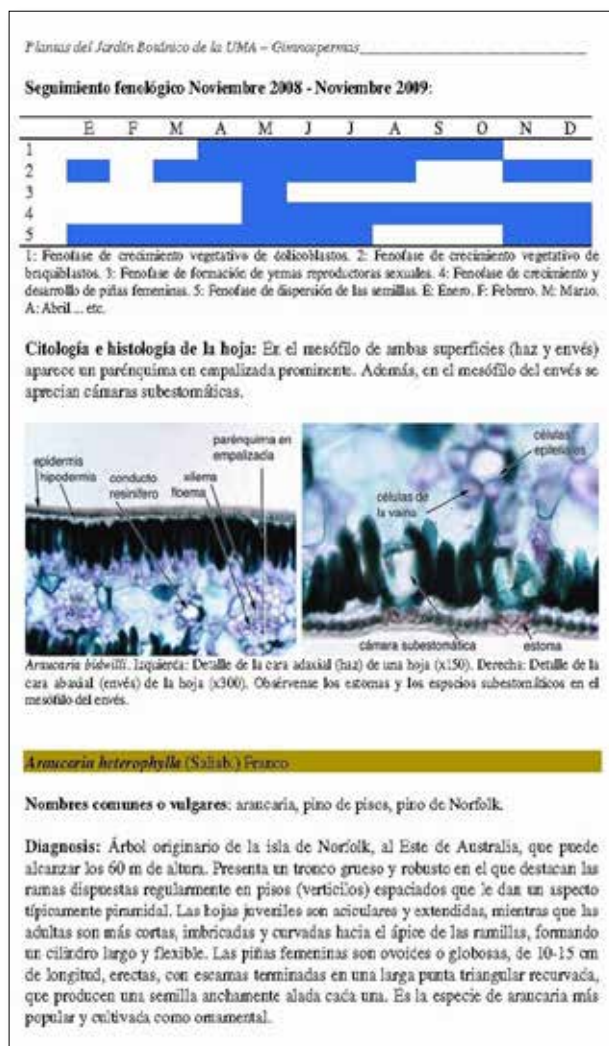 Plantas del Jardín Botánico de la UMA – Gimnospermas
Seguimiento fenológico Noviembre 2008 - Noviembre 2009:
E F M A M J J A S O N D
1
2
3
4
5
1: Fenofase de crecimiento vegetativo de dolicoblastos. 2: Fenofase de crecimiento vegetativo de
braquiblastos. 3: Fenofase de formación de yemas reproductoras sexuales. 4: Fenofase de crecimiento y
desarrollo de piñas femeninas. 5: Fenofase de dispersión de las semillas. E: Enero. F: Febrero. M: Marzo.
A: Abril ... etc.
Citología e histología de la hoja: En el mesófilo de ambas superficies (haz y envés)
aparece un parénquima en empalizada prominente. Además, en el mesófilo del envés se
aprecian cámaras subestomáticas.
epidermis
hipodermis
conducto
resinífero
xilema
floema
parénquima en
empalizada
células
epiteliales
células de
la vaina
cámara subestomática
estoma
Araucaria bidwilli. Izquierda: Detalle de la cara adaxial (haz) de una hoja (x150). Derecha: Detalle de la
cara abaxial (envés) de la hoja (x300). Obsérvense los estomas y los espacios subestomáticos en el
mesófilo del envés.
Araucaria heterophylla (Salisb.) Franco
Nombres comunes o vulgares: araucaria, pino de pisos, pino de Norfolk.
Diagnosis: Árbol originario de la isla de Norfolk, al Este de Australia, que puede
alcanzar los 60 m de altura. Presenta un tronco grueso y robusto en el que destacan las
ramas dispuestas regularmente en pisos (verticilos) espaciados que le dan un aspecto
típicamente piramidal. Las hojas juveniles son aciculares y extendidas, mientras que las
adultas son más cortas, imbricadas y curvadas hacia el ápice de las ramillas, formando
un cilindro largo y flexible. Las piñas femeninas son ovoides o globosas, de 10-15 cm
de longitud, erectas, con escamas terminadas en una larga punta triangular recurvada,
que producen una semilla anchamente alada cada una. Es la especie de araucaria más
popular y cultivada como ornamental.